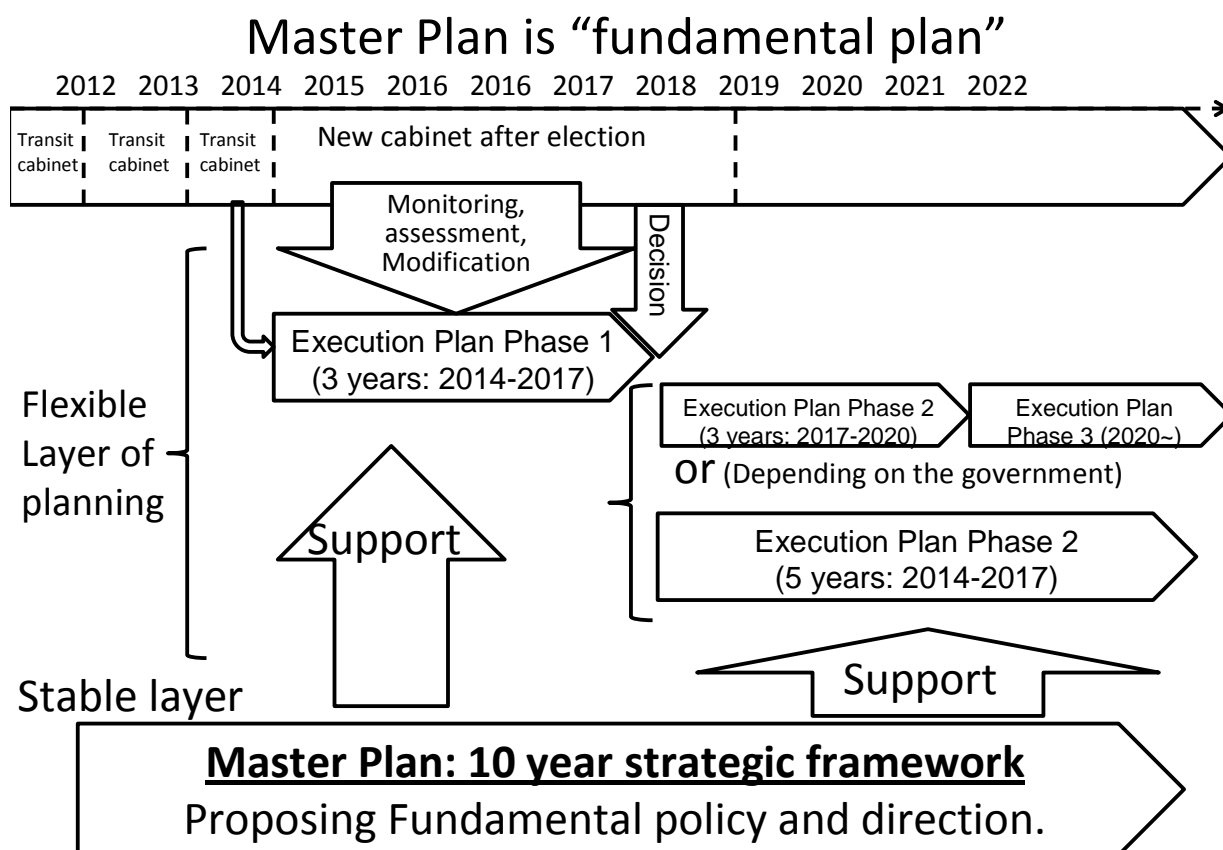 Master Plan is “fundamental plan”
2012 2013 2014 2015 2016 2016 2017 2018 2019 2020 2021 2022
Transit
cabinet
Transit
cabinet
Transit
cabinet
New cabinet after election
Monitoring,
assessment,
Modification
Decision
Execution Plan Phase 1
(3 years: 2014-2017)
Flexible
Layer of
planning
Execution Plan Phase 2
(3 years: 2017-2020)
Execution Plan
Phase 3 (2020~)
or (Depending on the government)
Support
Execution Plan Phase 2
(5 years: 2014-2017)
Support
Stable layer
Master Plan: 10 year strategic framework
Proposing Fundamental policy and direction.